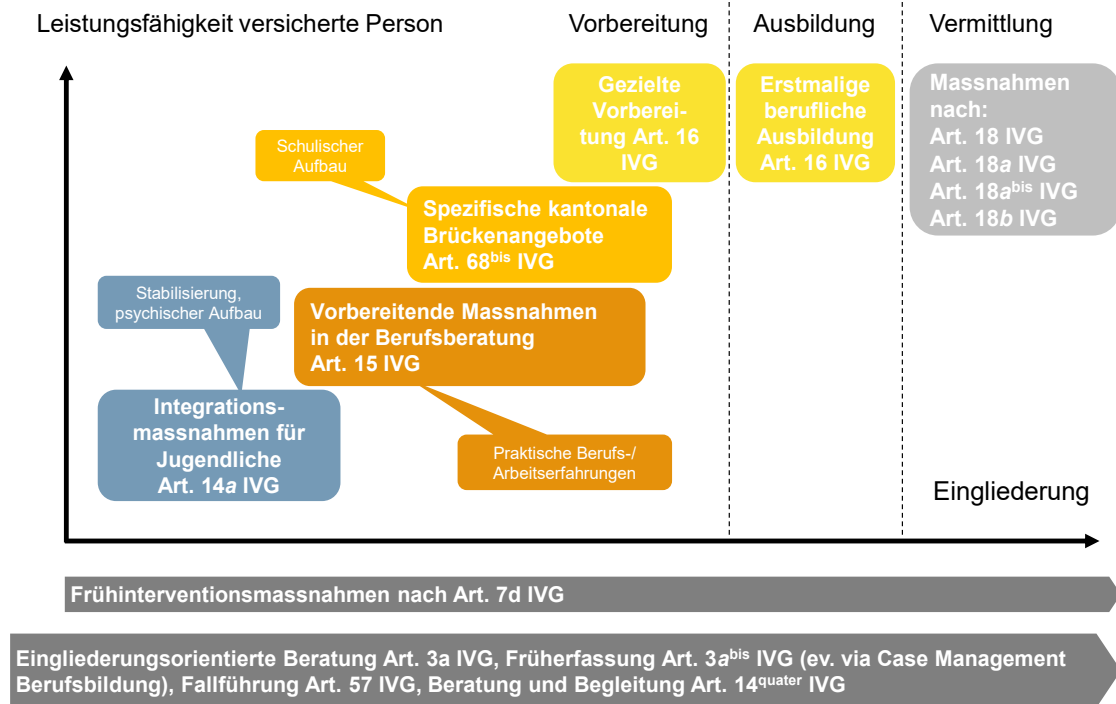 Leistungsfähigkeit versicherte Person
Vorbereitung
Ausbildung
Vermittlung
Gezielte
Vorberei-
tung Art. 16
IVG
Erstmalige
berufliche
Ausbildung
Art. 16 IVG
Massnahmen
nach:
Art. 18 IVG
Art. 18a IVG
Art. 18abis IVG
Art. 18b IVG
Schulischer
Aufbau
Spezifische kantonale
Brückenangebote
Art. 68bis IVG
Stabilisierung,
psychischer Aufbau
Vorbereitende Massnahmen
in der Berufsberatung
Art. 15 IVG
Integrations-
massnahmen für
Jugendliche
Art. 14a IVG
Praktische Berufs-/
Arbeitserfahrungen
Eingliederung
Frühinterventionsmassnahmen nach Art. 7d IVG
Eingliederungsorientierte Beratung Art. 3a IVG, Früherfassung Art. 3abis IVG (ev. via Case Management
Berufsbildung), Fallführung Art. 57 IVG, Beratung und Begleitung Art. 14quater IVG